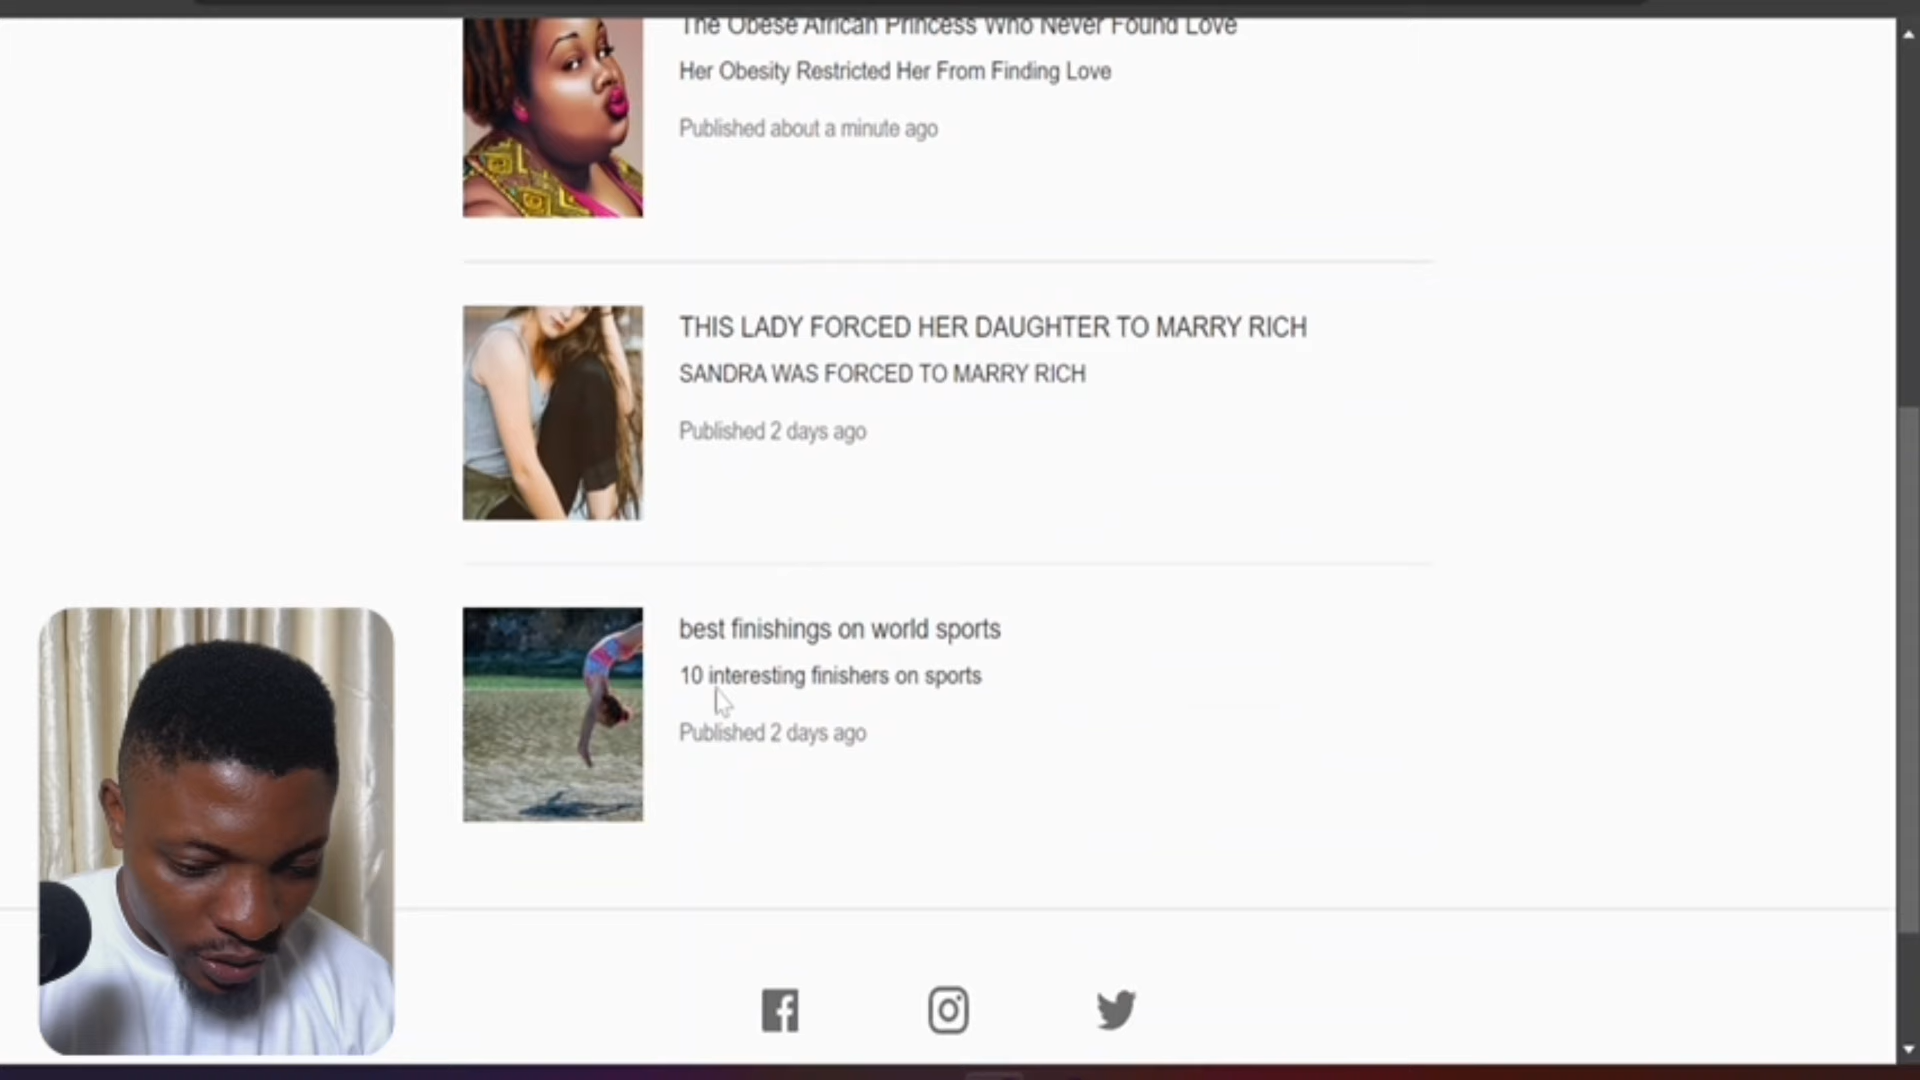 The Obese African Princess Who Never Found Love
Her Obesity Restricted Her From Finding Love
Published about a minute ago
THIS LADY FORCED HER DAUGHTER TO MARRY RICH
SANDRA WAS FORCED TO MARRY RICH
Published 2 days ago
best finishings on world sports
10 interesting finishers on sports
Published 2 days ago